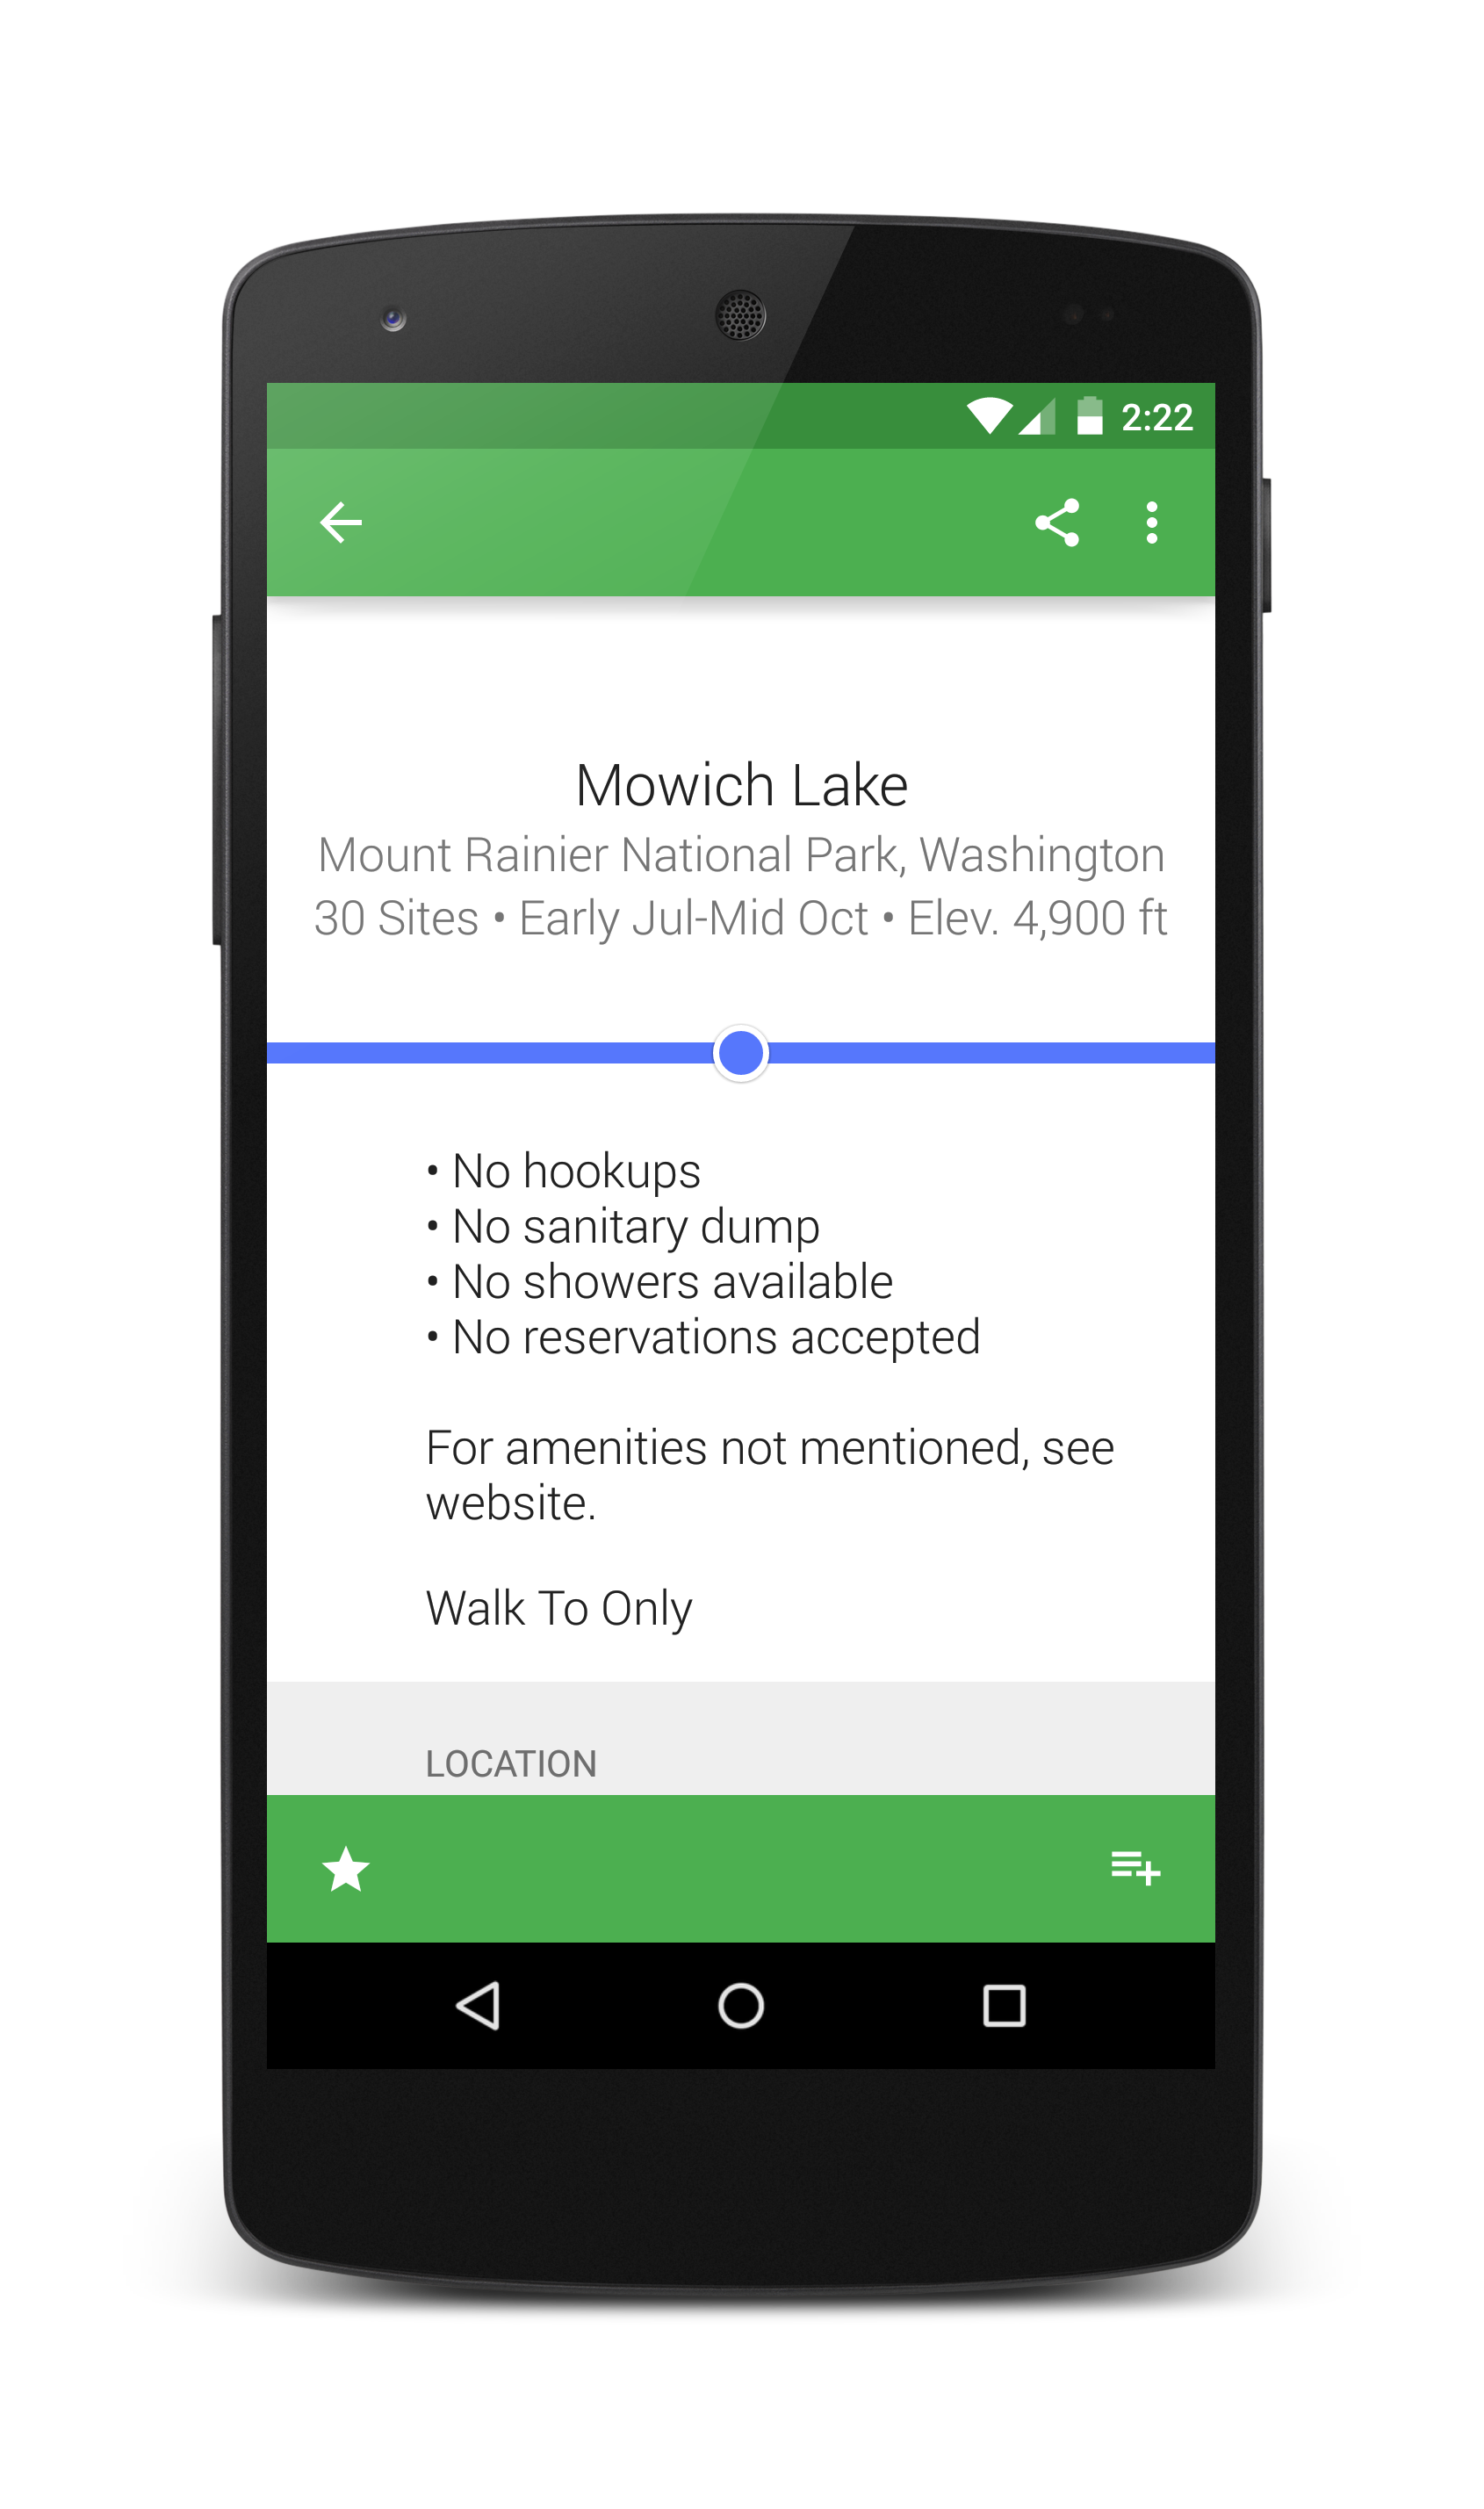 2:22
Mowich Lake
Mount Rainier National Park, Washington
30 Sites • Early Jul-Mid Oct • Elev. 4,900 ft
• No hookups
• No sanitary dump
• No showers available
• No reservations accepted
For amenities not mentioned, see
website.
Walk To Only
LOCATION